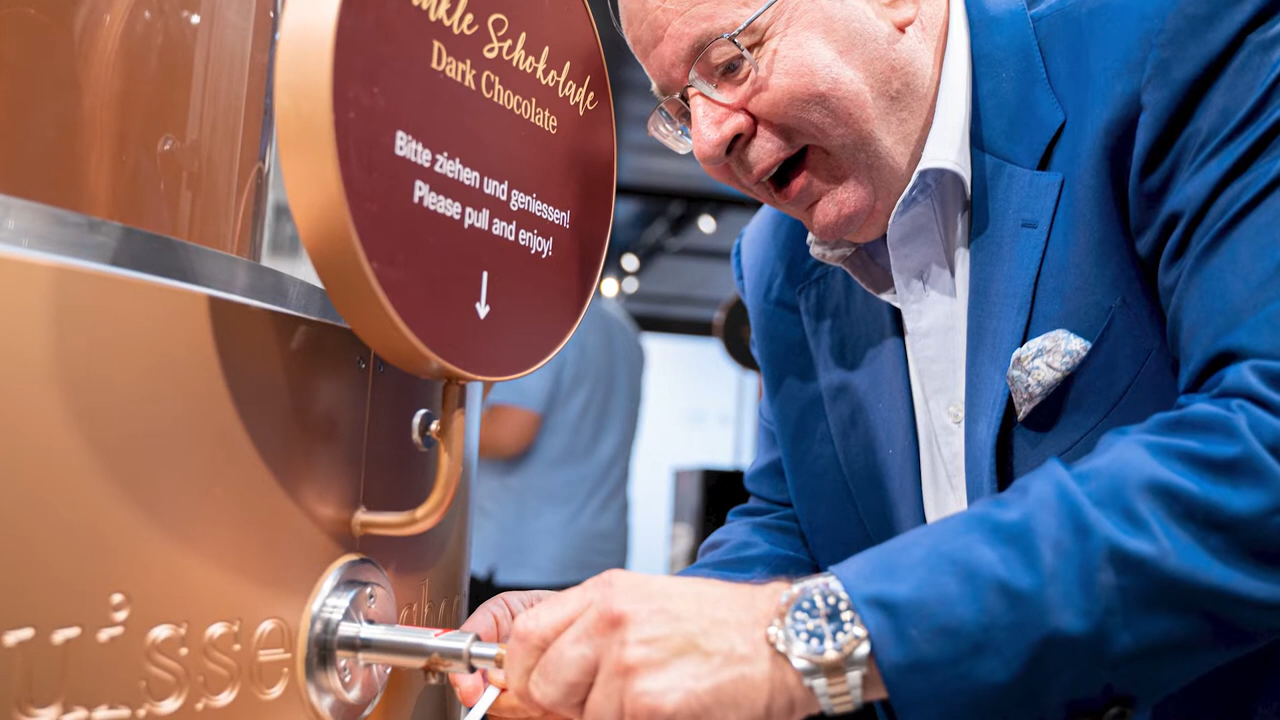 Schokolade
Dark Chocolate
Bitte ziehen und geniessen!
Please pull and enjoy!
uisse